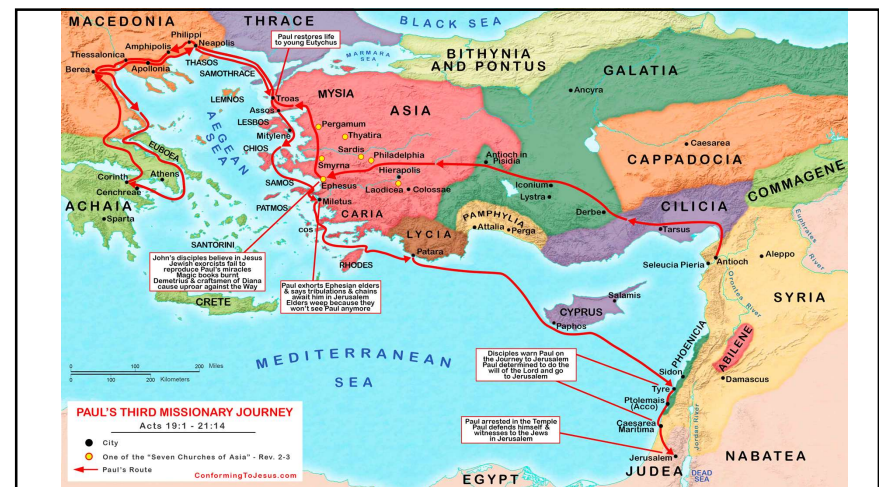 MACEDONIA
THRACE
BLACK SEA
Philippi
Neapolis
Amphipolis
Thessalonica
Berea
Apollonia
THASOS
SAMOTHRACE
Paul restores life
to young Eutychus
MARMARA
SEA
BITHYNIA
AND PONTUS
GALATIA
Ancyra
LEMNOS
Troas
MYSIA
ASIA
Assos
LESBOS
Mitylene
AEGEAN
SEA
CHIOS
Pergamum
Thyatira
Sardis
Philadelphia
Smyrna
Hierapolis
Antioch in
Pisidia
Caesarea
CAPPADOCIA
COMMAGENE
EUBOEA
Athens
Corinth
Cenchreae
ACHAIA
Sparta
SAMOS
Ephesus
Laodicea
Colossae
Iconium
Lystra
Derbe
CILICIA
Tarsus
PATMOS
Miletus
CARIA
PAMPHYLIA
Attalia
Perga
LYCIA
Patara
COS
SANTORINI
RHODES
CRETE
Euphrates
River
Seleucia Pieria
Antioch
Aleppo
Orontes River
SYRIA
John's disciples believe in Jesus
Jewish exorcists fail to
reproduce Paul's miracles
Magic books burnt
Demetrius & craftsmen of Diana
cause uproar against the Way
Paul exhorts Ephesian elders
& says tribulations & chains
await him in Jerusalem
Elders weep because they
won't see Paul anymore
Salamis
CYPRUS
Paphos
MEDITERRANEAN
SEA
PHOENICIA
ABILENE
Disciples warn Paul on
the Journey to Jerusalem
Paul determined to do the
will of the Lord and go
to Jerusalem
Sidon
Tyre
Damascus
Ptolemais
(Acco)
Caesarea
Maritima
Jordan River
Paul arrested in the Temple
Paul defends himself &
witnesses to the Jews
in Jerusalem
Jerusalem
JUDEA
DEAD
SEA
NABATEA
EGYPT
0 100 200 Miles
0 100 200 Kilometers
PAUL'S THIRD MISSIONARY JOURNEY
Acts 19:1 - 21:14
City
One of the "Seven Churches of Asia" - Rev. 2-3
Paul's Route
ConformingToJesus.com